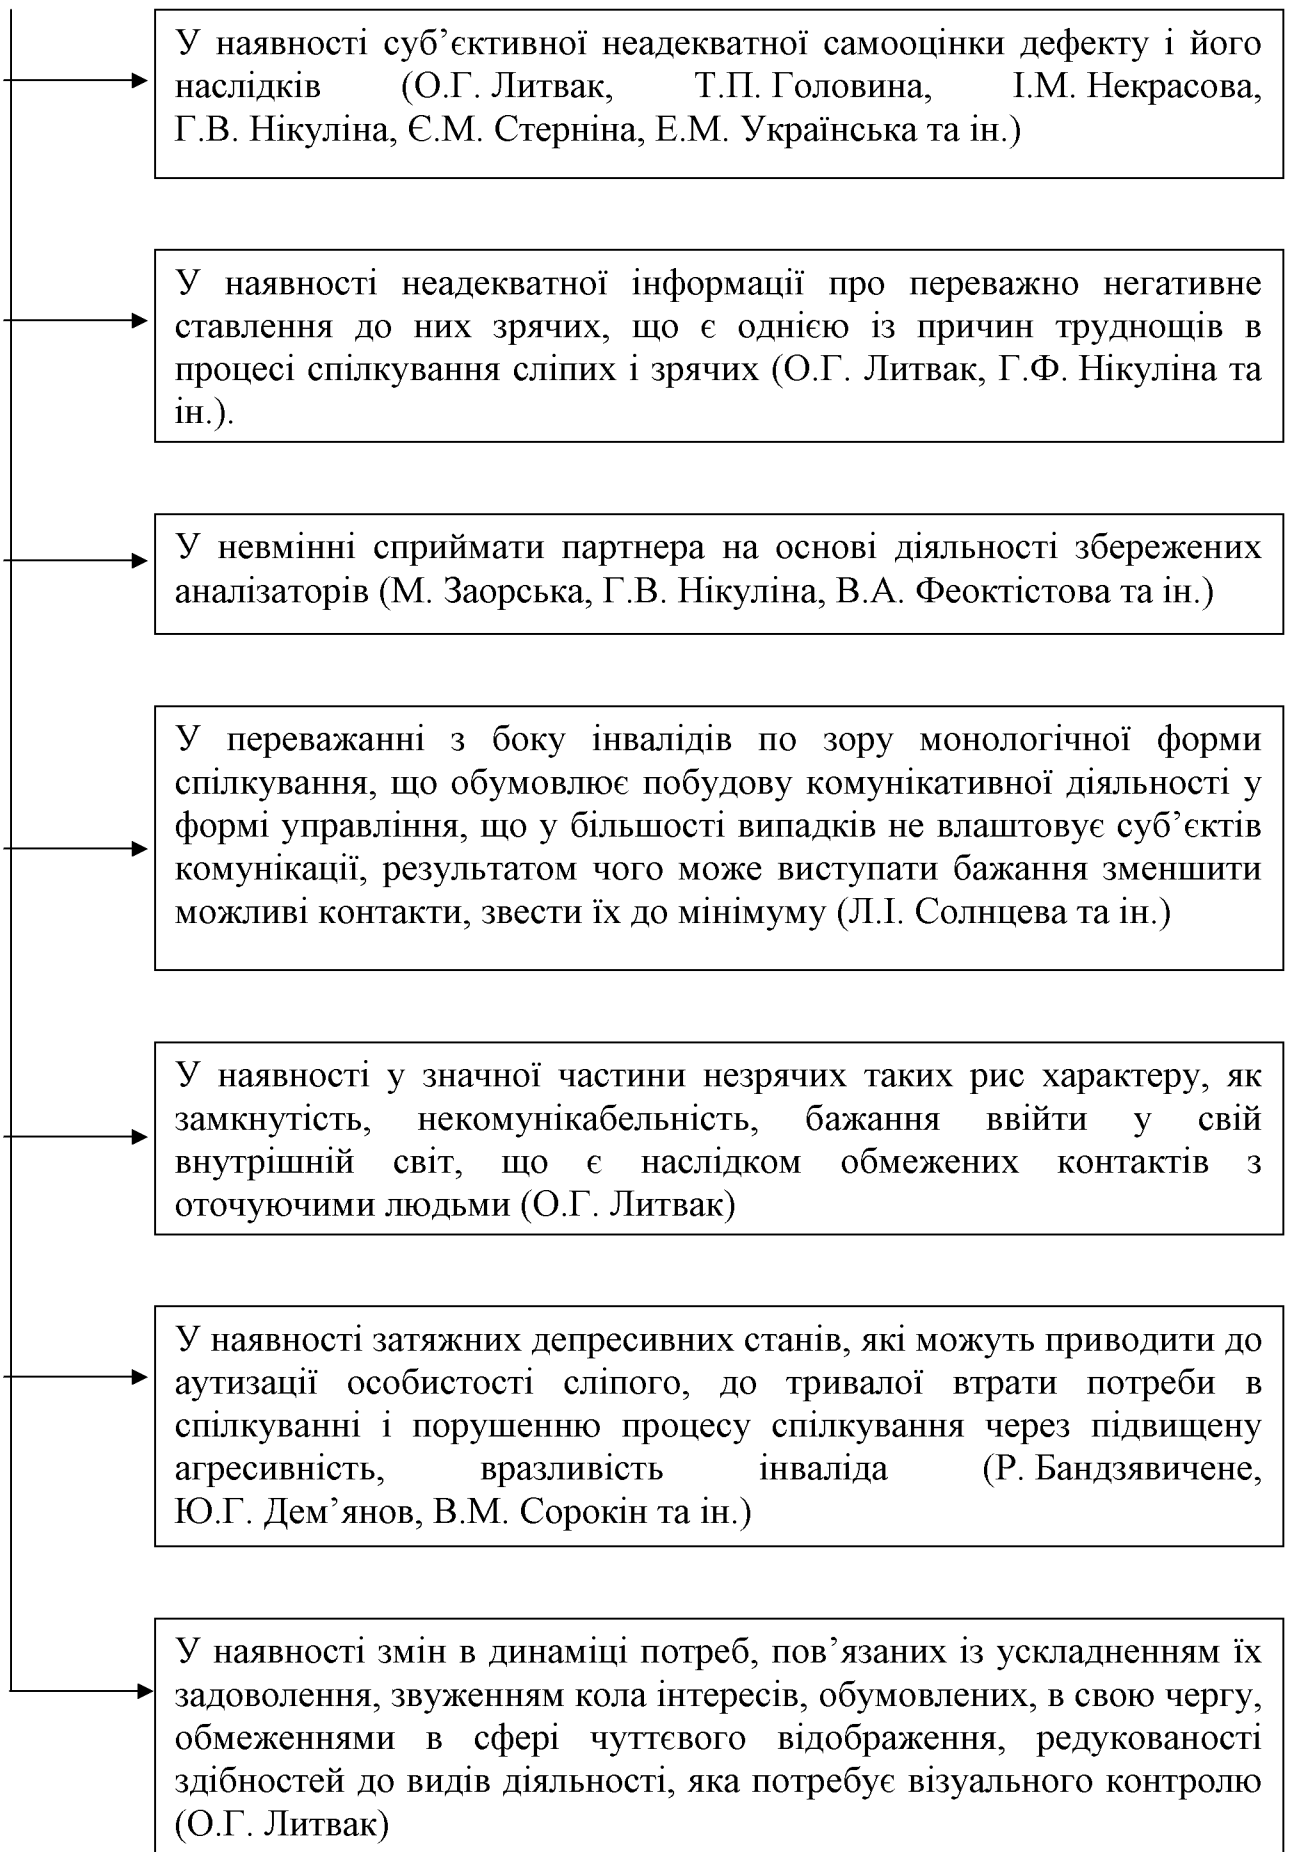 У наявності суб’єктивної неадекватної самооцінки дефекту і його
наслідків (О.Г. Литвак, Т.П. Головина, І.М. Некрасова,
Г.В. Нікуліна, Є.М. Стерніна, Е.М. Українська та ін.)
У наявності неадекватної інформації про переважно негативне
ставлення до них зрячих, що є однією із причин труднощів в
процесі спілкування сліпих і зрячих (О.Г. Литвак, Г.Ф. Нікуліна та
ін.).
У невмінні сприймати партнера на основі діяльності збережених
аналізаторів (М. Заорська, Г.В. Нікуліна, В.А. Феоктістова та ін.)
У переважанні з боку інвалідів по зору монологічної форми
спілкування, що обумовлює побудову комунікативної діяльності у
формі управління, що у більшості випадків не влаштовує суб’єктів
комунікації, результатом чого може виступати бажання зменшити
можливі контакти, звести їх до мінімуму (Л.І. Солнцева та ін.)
У наявності у значної частини незрячих таких рис характеру, як
замкнутість, некомунікабельність, бажання ввійти у свій
внутрішній світ, що є наслідком обмежених контактів з
оточуючими людьми (О.Г. Литвак)
У наявності затяжних депресивних станів, які можуть приводити до
аутизації особистості сліпого, до тривалої втрати потреби в
спілкуванні і порушенню процесу спілкування через підвищену
агресивність, вразливість інваліда (Р. Бандзявичене,
Ю.Г. Дем’янов, В.М. Сорокін та ін.)
У наявності змін в динаміці потреб, пов’язаних із ускладненням їх
задоволення, звуженням кола інтересів, обумовлених, в свою чергу,
обмеженнями в сфері чуттєвого відображення, редукованості
здібностей до видів діяльності, яка потребує візуального контролю
(О.Г. Литвак)